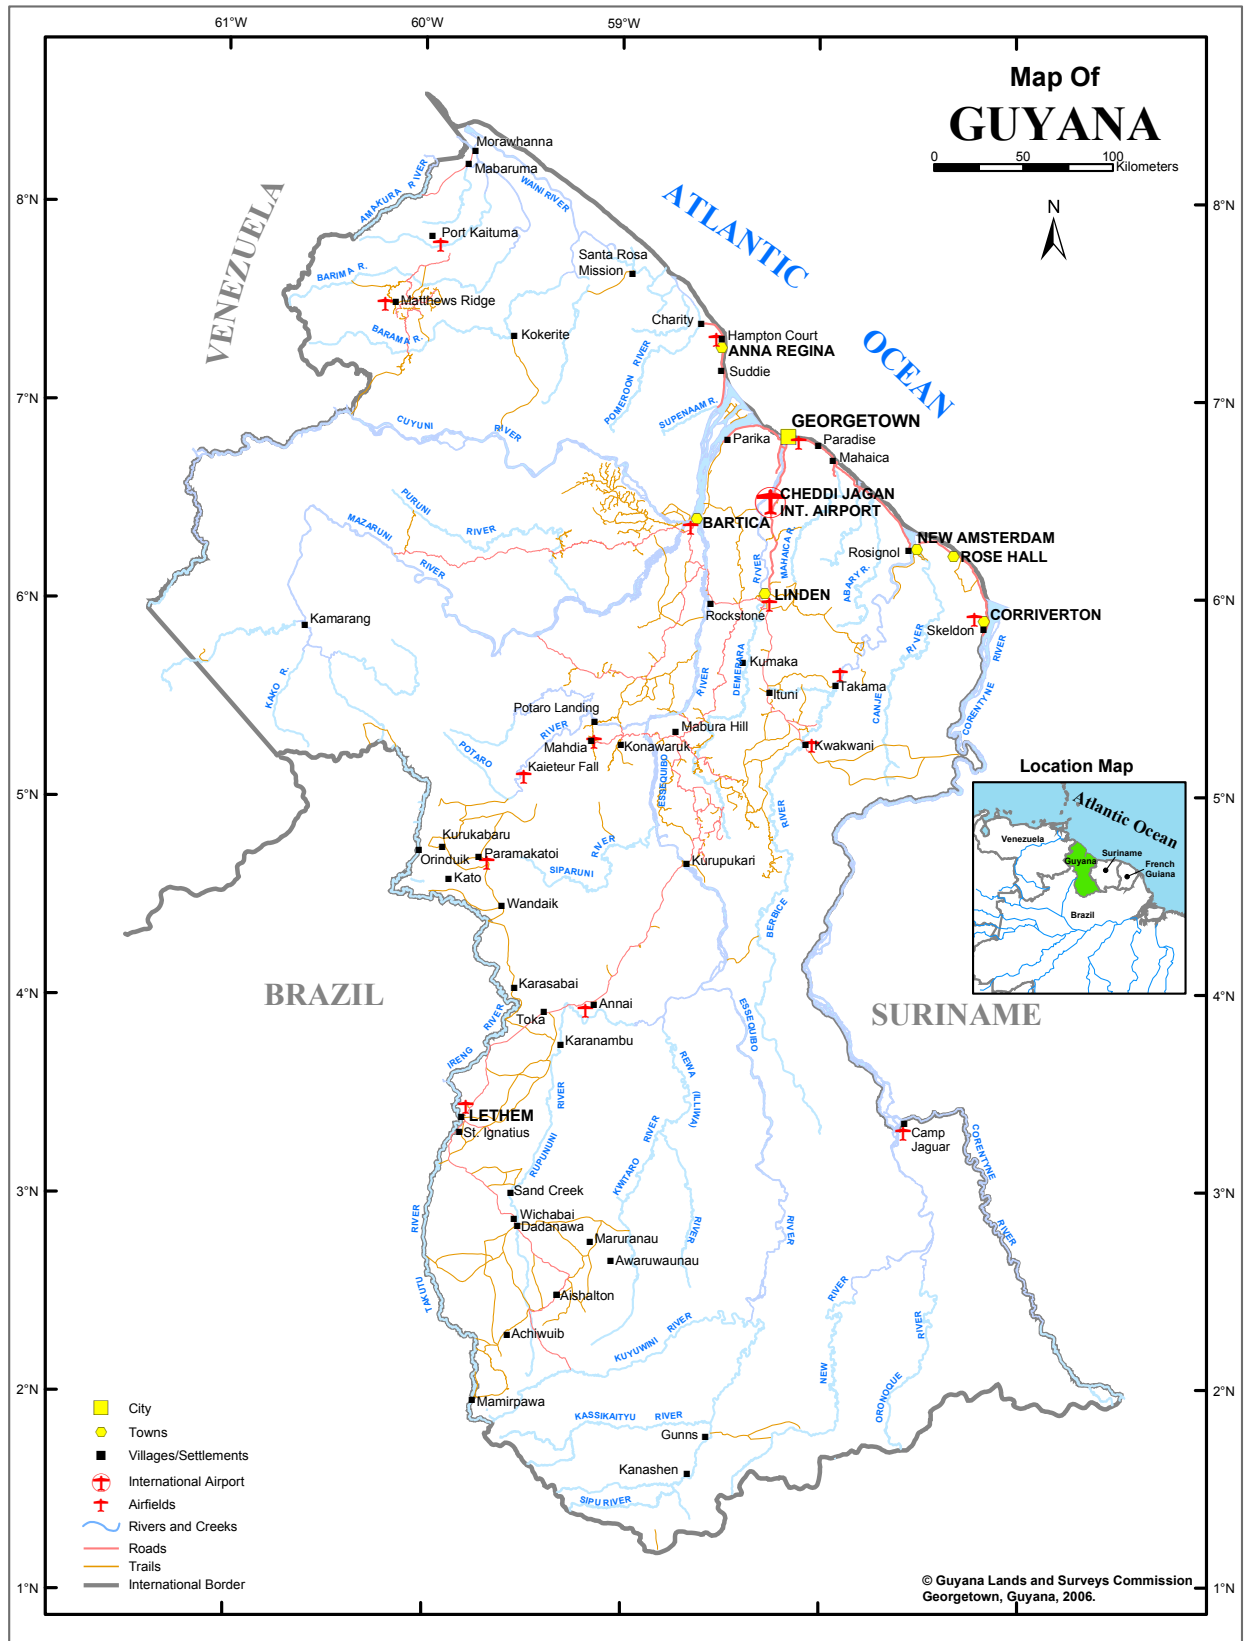 61°W
60°W
59°W
Map Of
GUYANA
0
50
100
Kilometers
N
8°N
8°N
7°N
7°N
6°N
6°N
5°N
5°N
4°N
4°N
3°N
3°N
2°N
2°N
1°N
1°N
VENEZUELA
ATLANTIC
OCEAN
BRAZIL
SURINAME
Morawhanna
Mabaruma
AMAKURA RIVER
WAINI RIVER
Port Kaituma
BARIMA R.
Matthews Ridge
BARAMA R.
Santa Rosa
Mission
Kokerite
Charity
Hampton Court
ANNA REGINA
Suddie
POMEROON RIVER
SUPENAAM R.
CUYUNI
RIVER
GEORGETOWN
Parika
Paradise
Mahaica
CHEDDI JAGAN
INT. AIRPORT
PURUNI
RIVER
MAZARUNI
RIVER
BARTICA
MAHAICA R.
RIVER
ABARY R.
Rosignol
NEW AMSTERDAM
ROSE HALL
LINDEN
Rockstone
CORRIVERTON
Skeldon
RIVER
CORENTYNE
RIVER
CANJE
Kamarang
KAKO R.
Kumaka
DEMERARA
RIVER
Ituni
Takama
Potaro Landing
POTARO
RIVER
Mahdia
Konawaruk
Mabura Hill
Kwakwani
Kaieteur Fall
ESSEQUIBO
RIVER
Kurukabaru
Orinduik
Paramakatoi
Kato
SIPARUNI
RIVER
Kurupukari
Wandaik
BERBICE
Karasabai
Toka
Annai
IRENG
RIVER
Karanambu
ESSEQUIBO
REWA
(ILLIWA)
RIVER
LETHEM
St. Ignatius
RIVER
RUPUNUNI
KWITARO
RIVER
RIVER
Camp
Jaguar
CORENTYNE
RIVER
Sand Creek
Wichabai
Dadanawa
Maruranau
Awaruwaunau
RIVER
TAKUTU
Aishalton
Achiwuib
KUYUWINI
RIVER
NEW
RIVER
ORONOQUE
RIVER
Mamirpawa
KASSIKAITYU
RIVER
Gunns
Kanashen
SIPU RIVER
Location Map
Atlantic Ocean
Venezuela
Guyana
Suriname
French
Guiana
Brazil
City
Towns
Villages/Settlements
International Airport
Airfields
Rivers and Creeks
Roads
Trails
International Border
© Guyana Lands and Surveys Commission
Georgetown, Guyana, 2006.